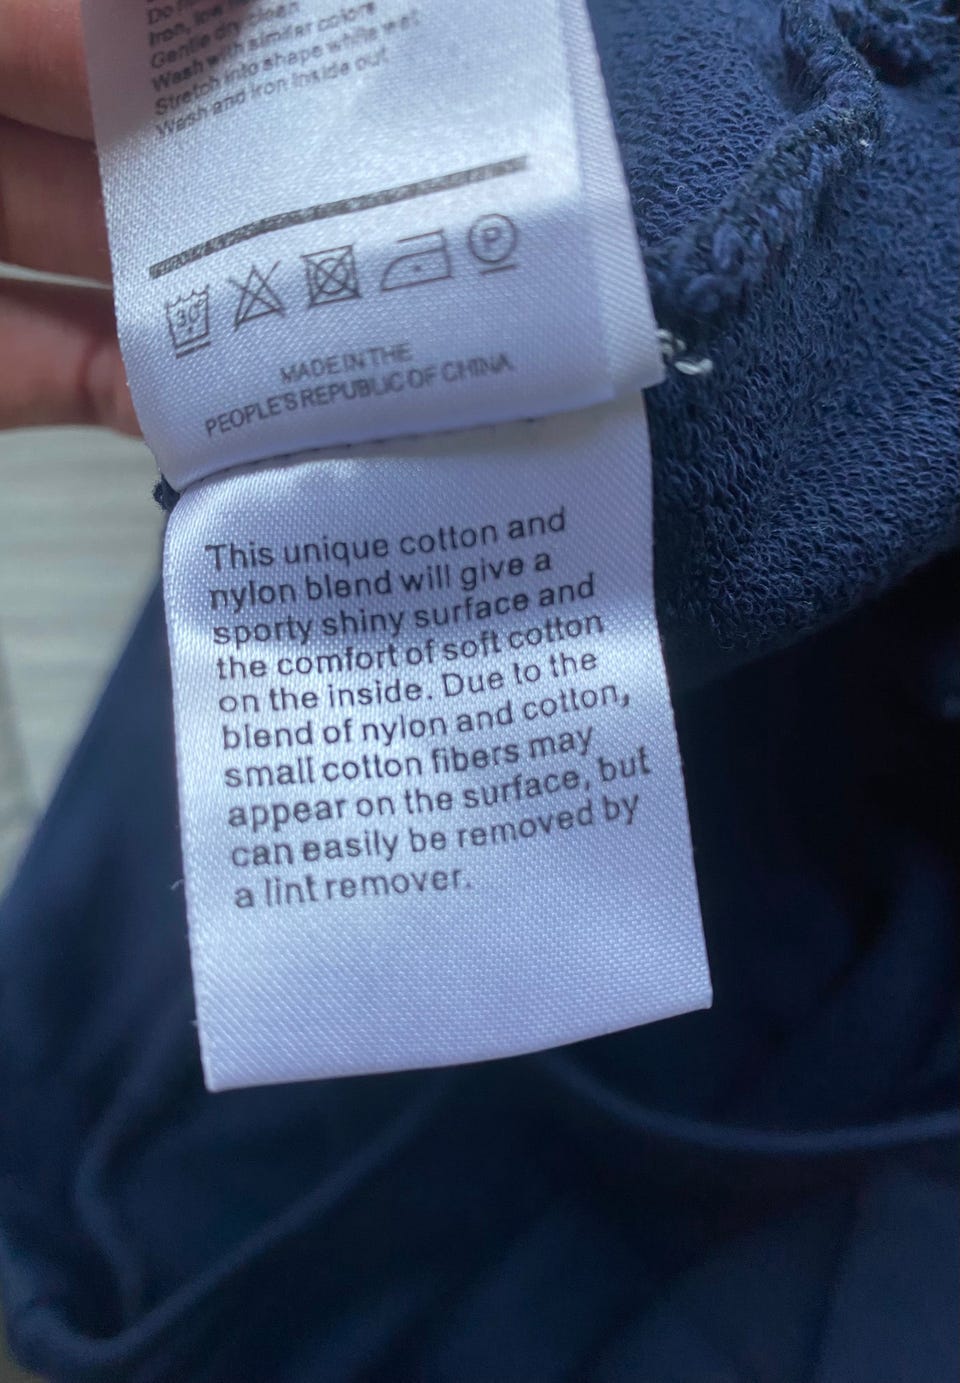 Do
Iron, low
Gentle dry clean
Wash with similar colors
Stretch into shape while wet
Wash and iron inside out
30°
P
MADE IN THE
PEOPLE'S REPUBLIC OF CHINA
This unique cotton and
nylon blend will give a
sporty shiny surface and
the comfort of soft cotton
on the inside. Due to the
blend of nylon and cotton,
small cotton fibers may
appear on the surface, but
can easily be removed by
a lint remover.